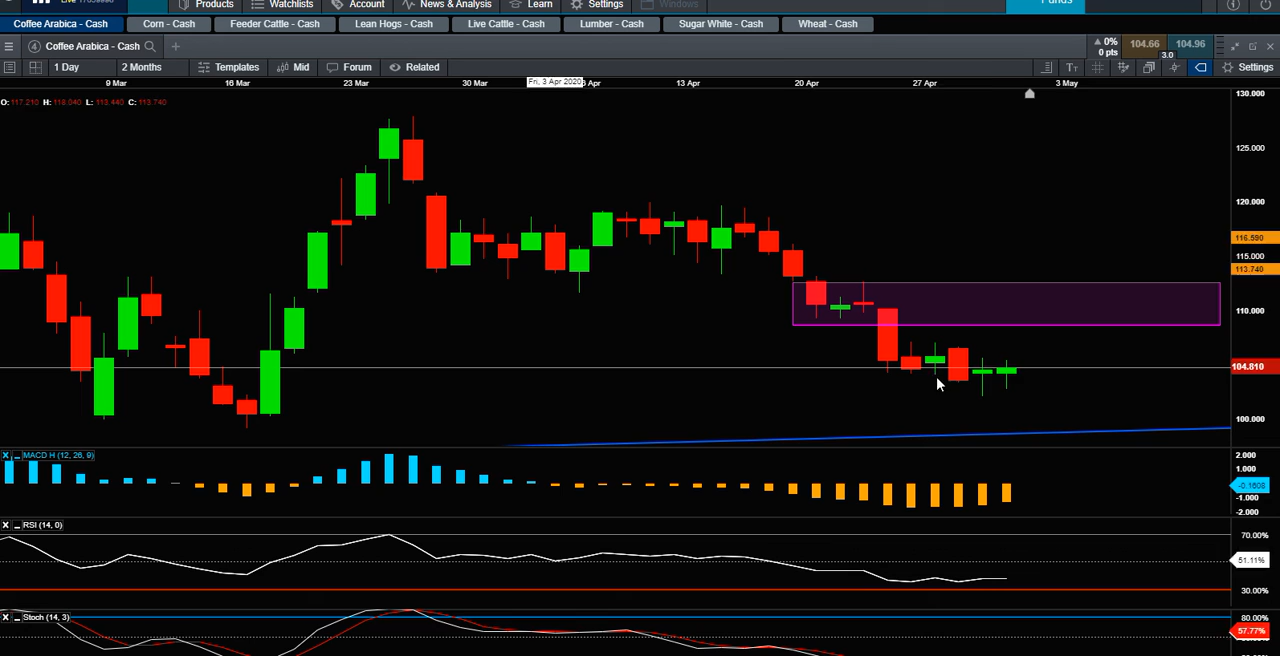 Live
Products
Watchlists
Account
News & Analysis
Learn
Settings
Windows
Funds
Coffee Arabica - Cash
Corn - Cash
Feeder Cattle - Cash
Lean Hogs - Cash
Live Cattle - Cash
Lumber - Cash
Sugar White - Cash
Wheat - Cash
4 Coffee Arabica - Cash
0%
0 pts
104.66
104.96
3.0
1 Day
2 Months
Templates
Mid
Forum
Related
Settings
9 Mar
16 Mar
23 Mar
30 Mar
Fri, 3 Apr 2020
Apr
13 Apr
20 Apr
27 Apr
3 May
O:117.210 H: 118.040 L: 113.440 C: 113.740
130.000
125.000
120.000
116.590
115.000
113.740
110.000
104.810
100.000
MACD H (12, 26, 9)
2.000
1.000
-0.1608
-1.000
-2.000
RSI (14, 0)
70.00%
51.11%
30.00%
Stoch (14, 3)
80.00%
57.77%